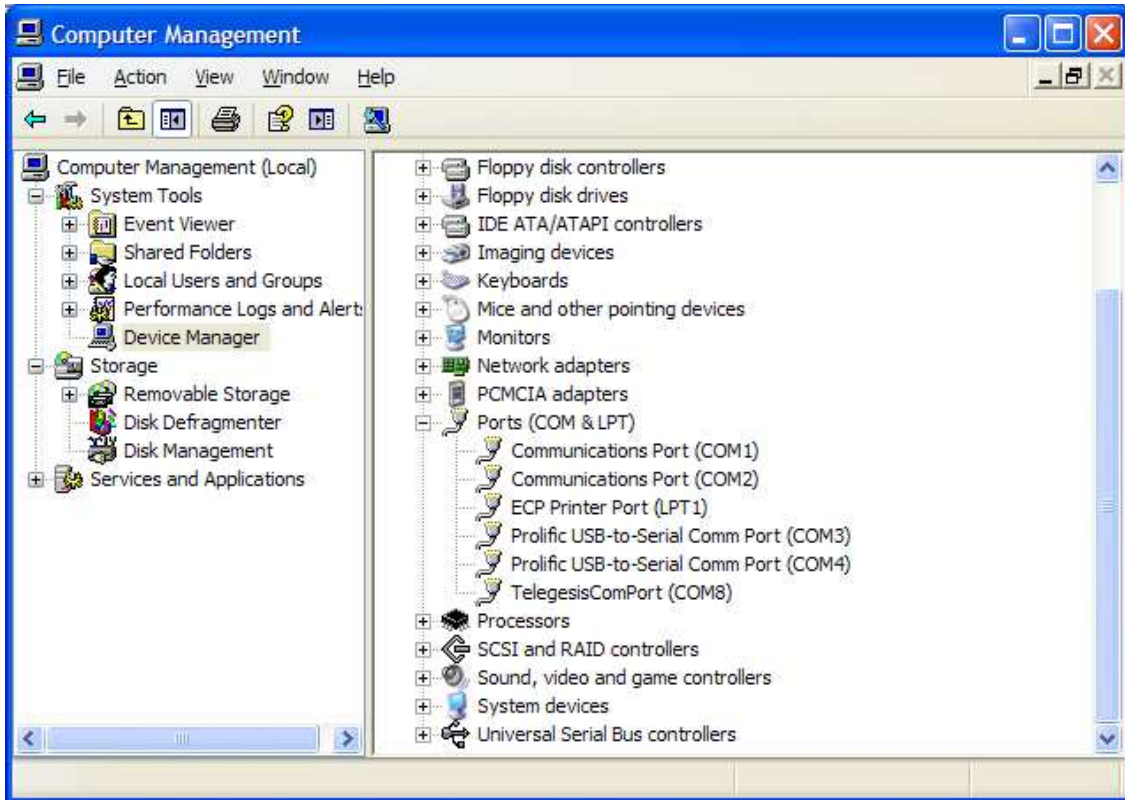 Computer Management
File Action View Window Help
Computer Management (Local)
System Tools
Event Viewer
Shared Folders
Local Users and Groups
Performance Logs and Alert
Device Manager
Storage
Removable Storage
Disk Defragmenter
Disk Management
Services and Applications
Floppy disk controllers
Floppy disk drives
IDE ATA/ATAPI controllers
Imaging devices
Keyboards
Mice and other pointing devices
Monitors
Network adapters
PCMCIA adapters
Ports (COM & LPT)
Communications Port (COM1)
Communications Port (COM2)
ECP Printer Port (LPT1)
Prolific USB-to-Serial Comm Port (COM3)
Prolific USB-to-Serial Comm Port (COM4)
TelegesisComPort (COM8)
Processors
SCSI and RAID controllers
Sound, video and game controllers
System devices
Universal Serial Bus controllers